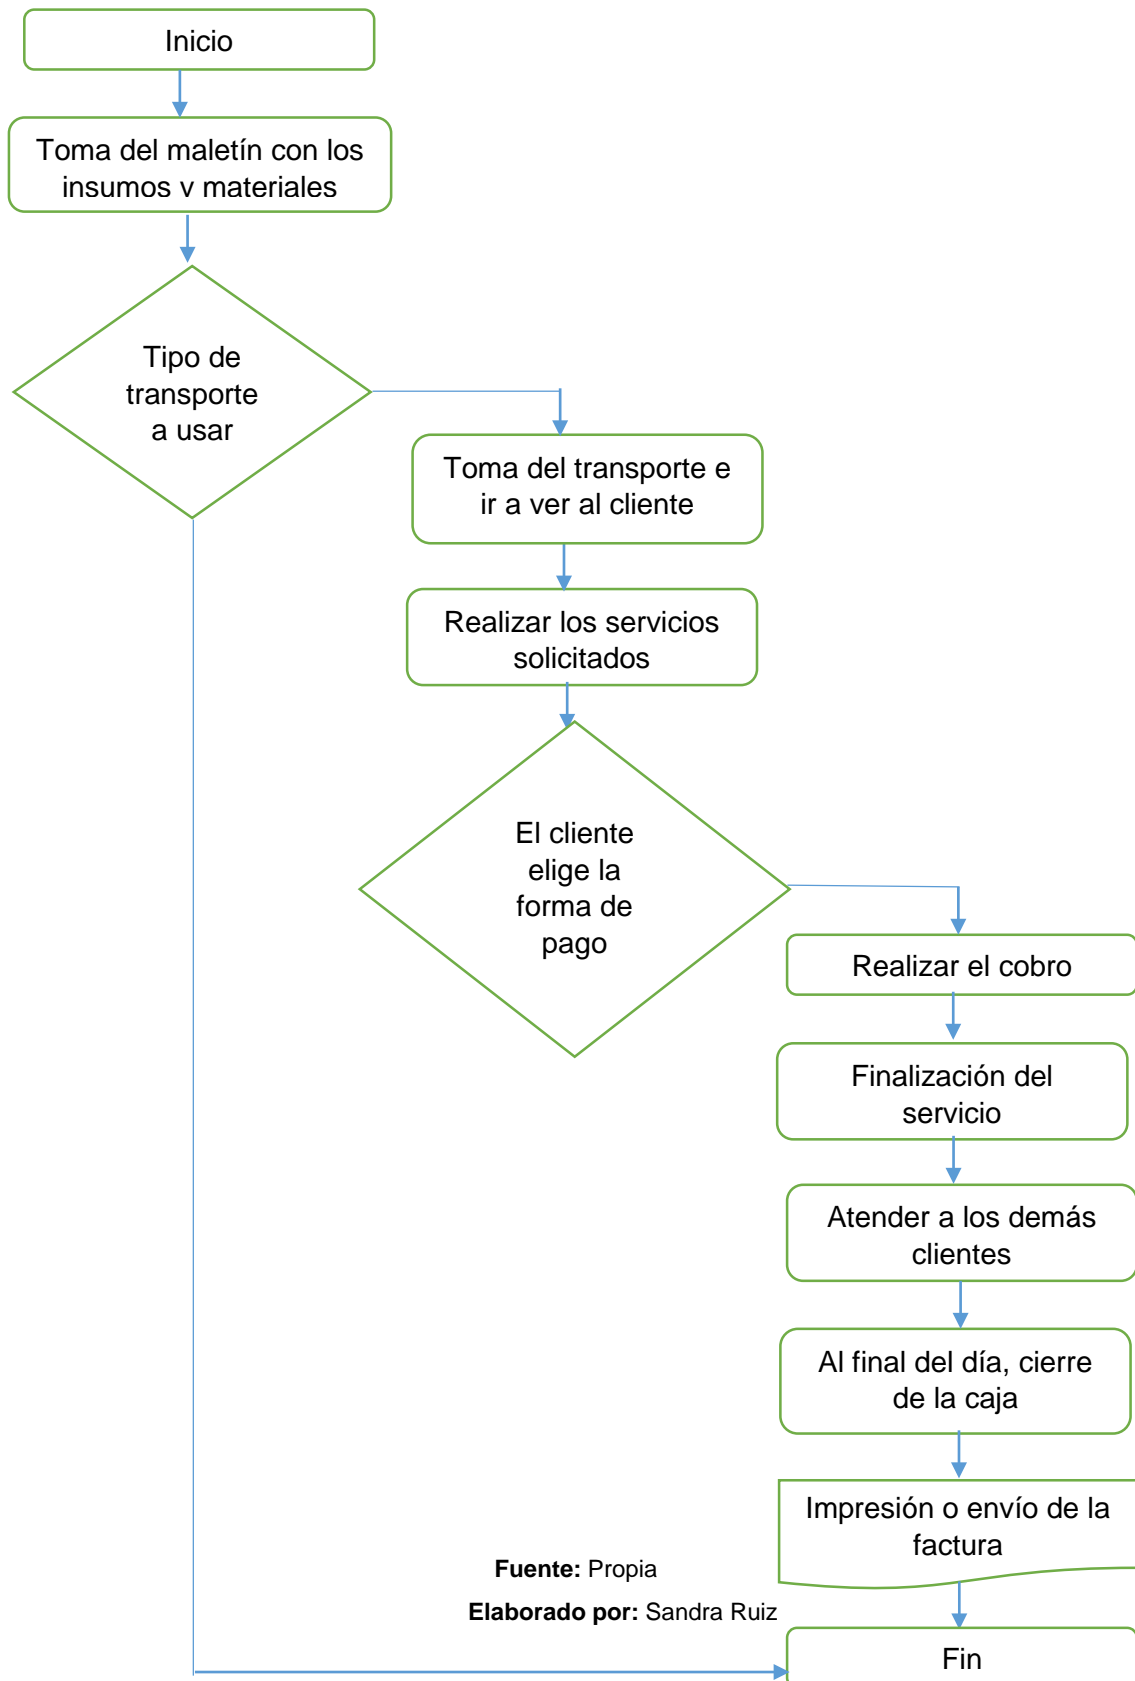 Inicio
Toma del maletín con los
insumos y materiales
Tipo de
transporte
a usar
Toma del transporte e
ir a ver al cliente
Realizar los servicios
solicitados
El cliente
elige la
forma de
pago
Realizar el cobro
Finalización del
servicio
Atender a los demás
clientes
Al final del día, cierre
de la caja
Impresión o envío de la
factura
Fuente: Propia
Elaborado por: Sandra Ruiz
Fin